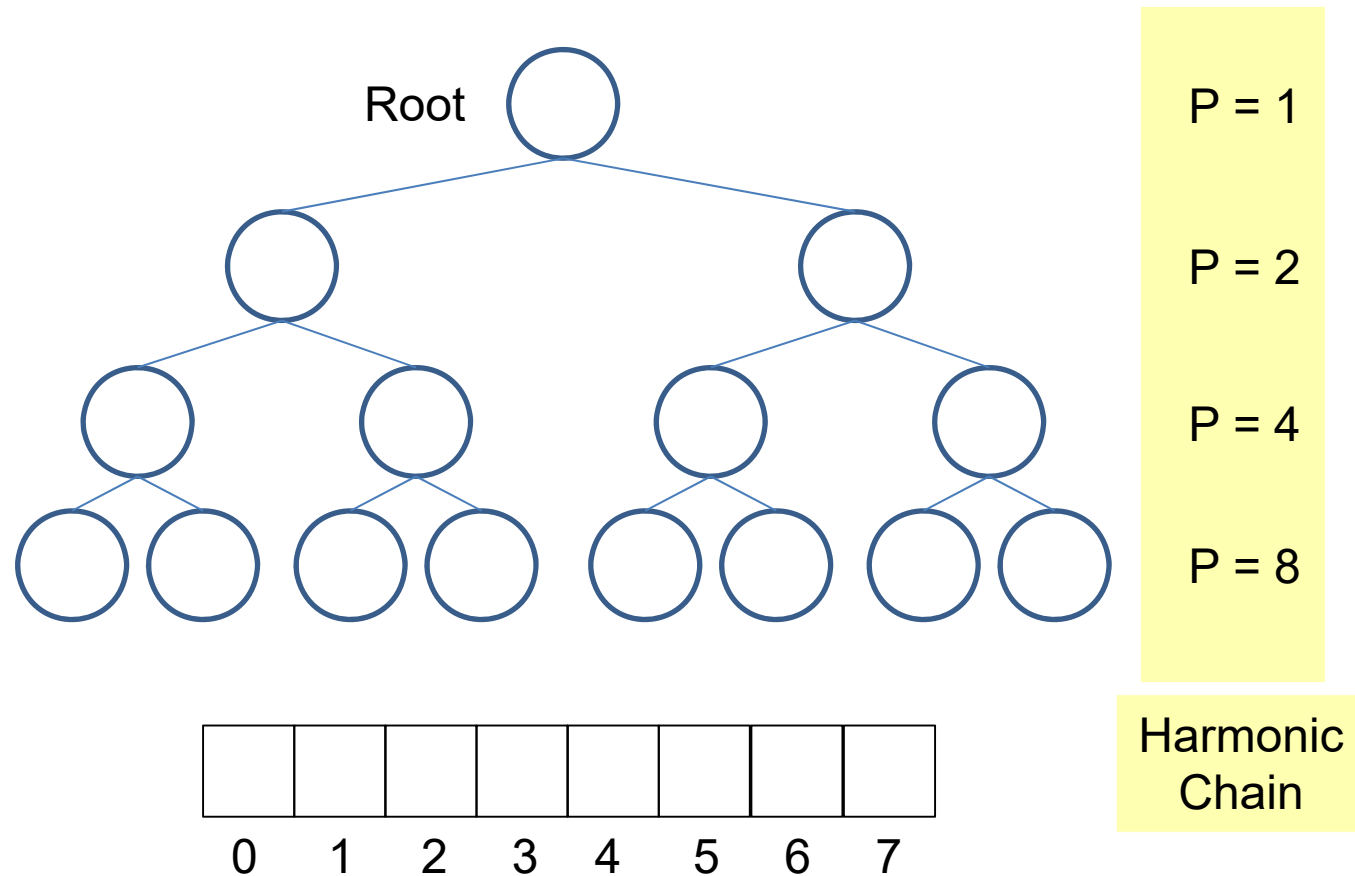 Root
P = 1
P = 2
P = 4
P = 8
Harmonic
Chain
0 1 2 3 4 5 6 7